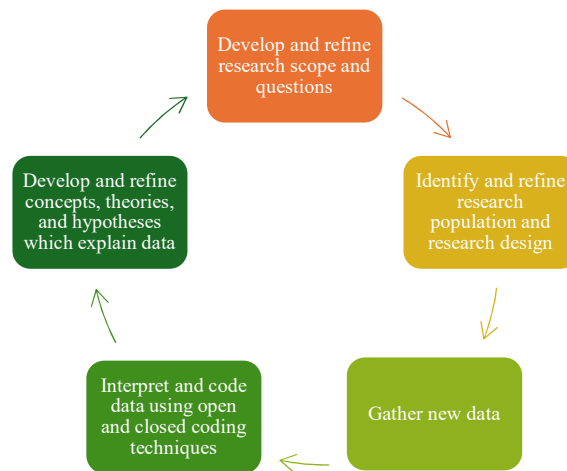 Develop and refine
research scope and
questions
Identify and refine
research
population and
research design
Gather new data
Interpret and code
data using open
and closed coding
techniques
Develop and refine
concepts, theories,
and hypotheses
which explain data